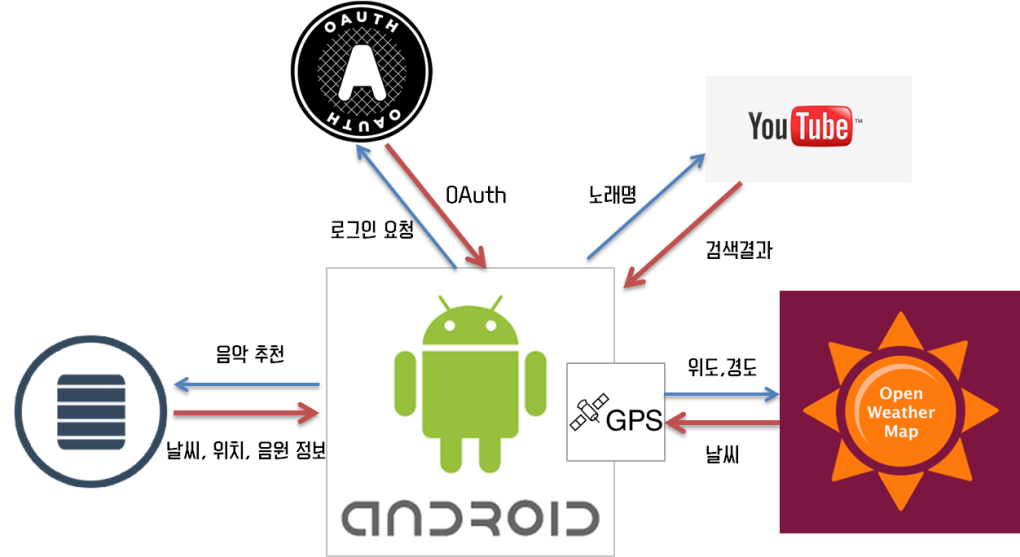 OAUTH
A
OAUTH
YouTube™
OAuth
노래명
로그인 요청
검색결과
음악 추천
위도,경도
Open
Weather
Map
GPS
날씨, 위치, 음원 정보
날씨
ANDROID